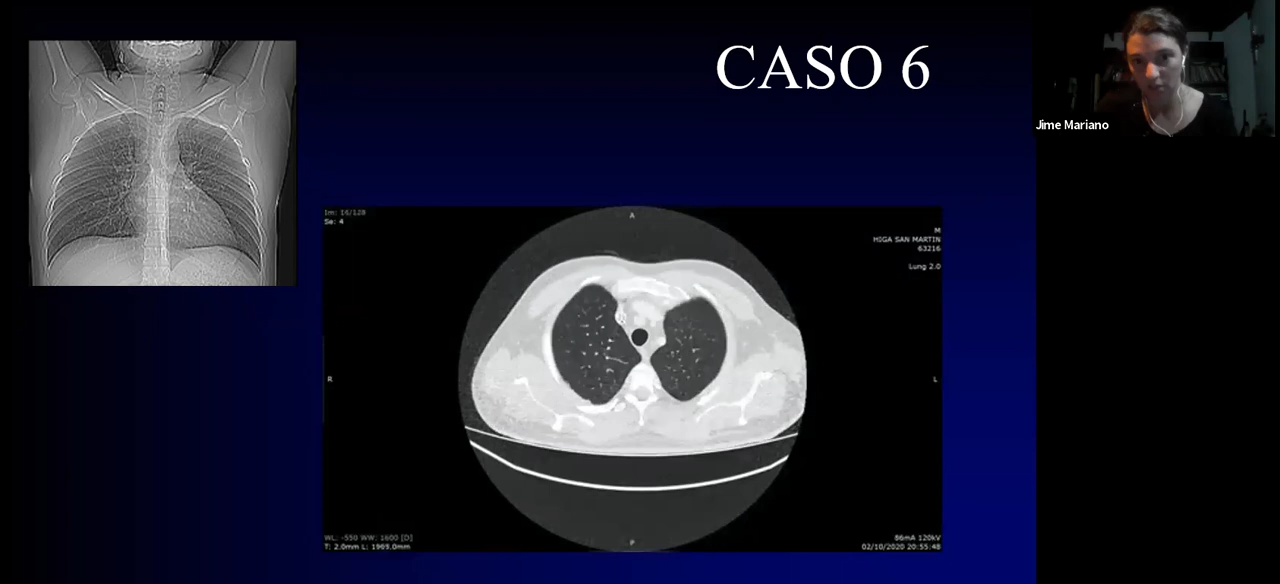 CASO 6
Jime Mariano
Im: 16/128
Se: 4
A
M
HIGA SAN MARTIN
63216
Lung 2.0
R
L
WL: -550 WW: 1600 [D]
T: 2.0mm L: 1969.0mm
P
86mA 120kV
02/10/2020 20:55:48